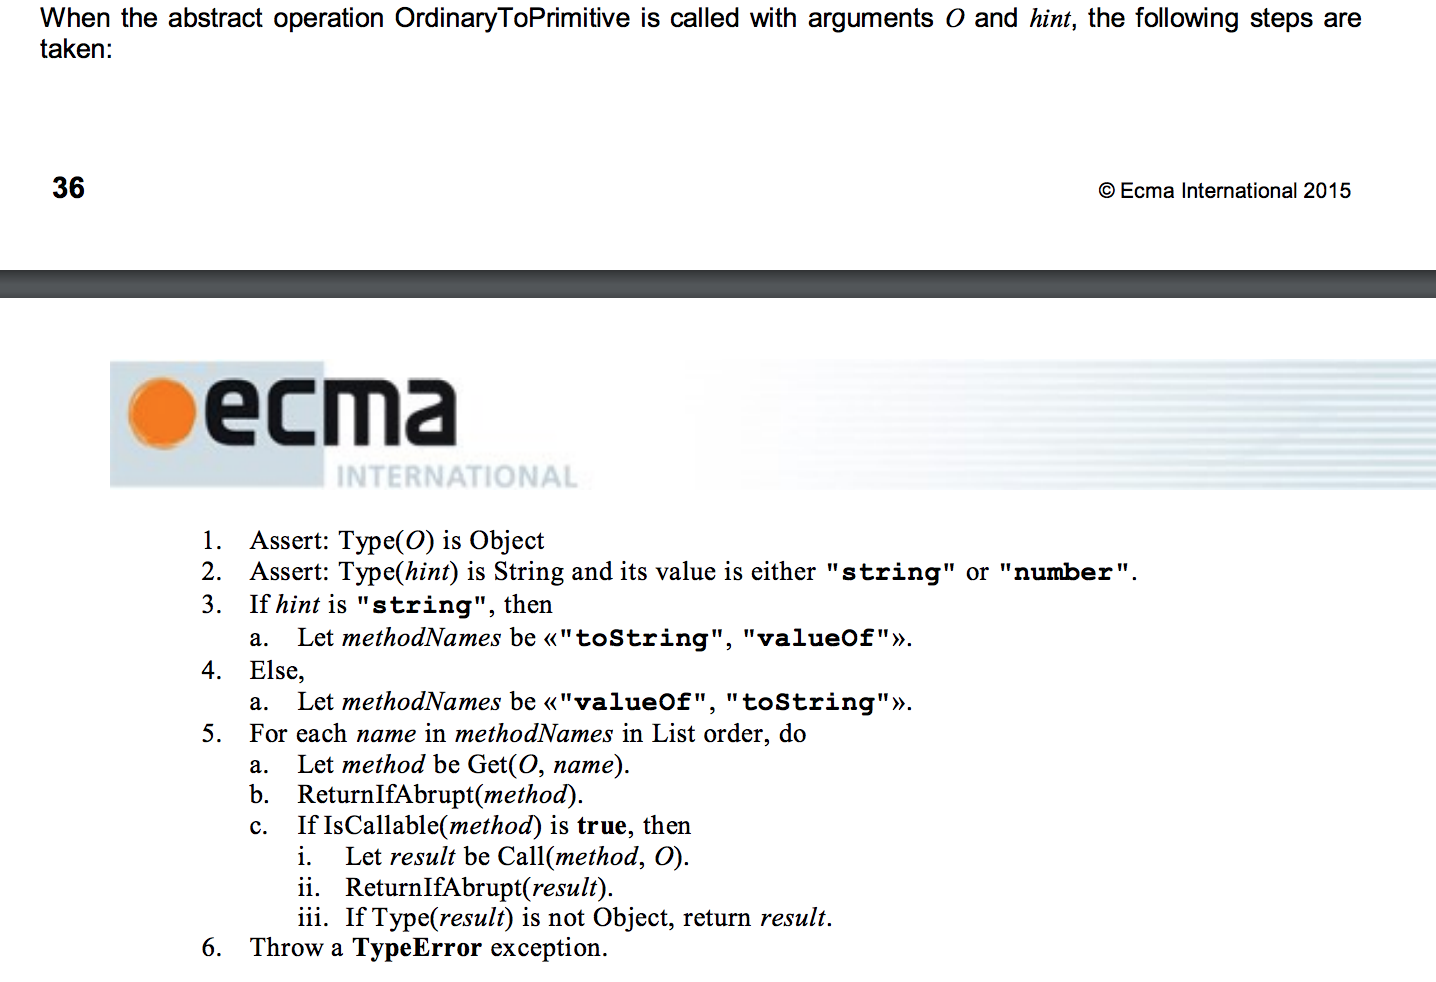 When the abstract operation OrdinaryToPrimitive is called with arguments O and hint, the following steps are
taken:
36
© Ecma International 2015
ecma
INTERNATIONAL
1. Assert: Type(O) is Object
2. Assert: Type(hint) is String and its value is either "string" or "number".
3. If hint is "string", then
a. Let methodNames be «"toString", "valueOf"».
4. Else,
a. Let methodNames be «"valueOf", "toString"».
5. For each name in methodNames in List order, do
a. Let method be Get(O, name).
b. ReturnIfAbrupt(method).
c. If IsCallable(method) is true, then
i. Let result be Call(method, O).
ii. ReturnIfAbrupt(result).
iii. If Type(result) is not Object, return result.
6. Throw a TypeError exception.